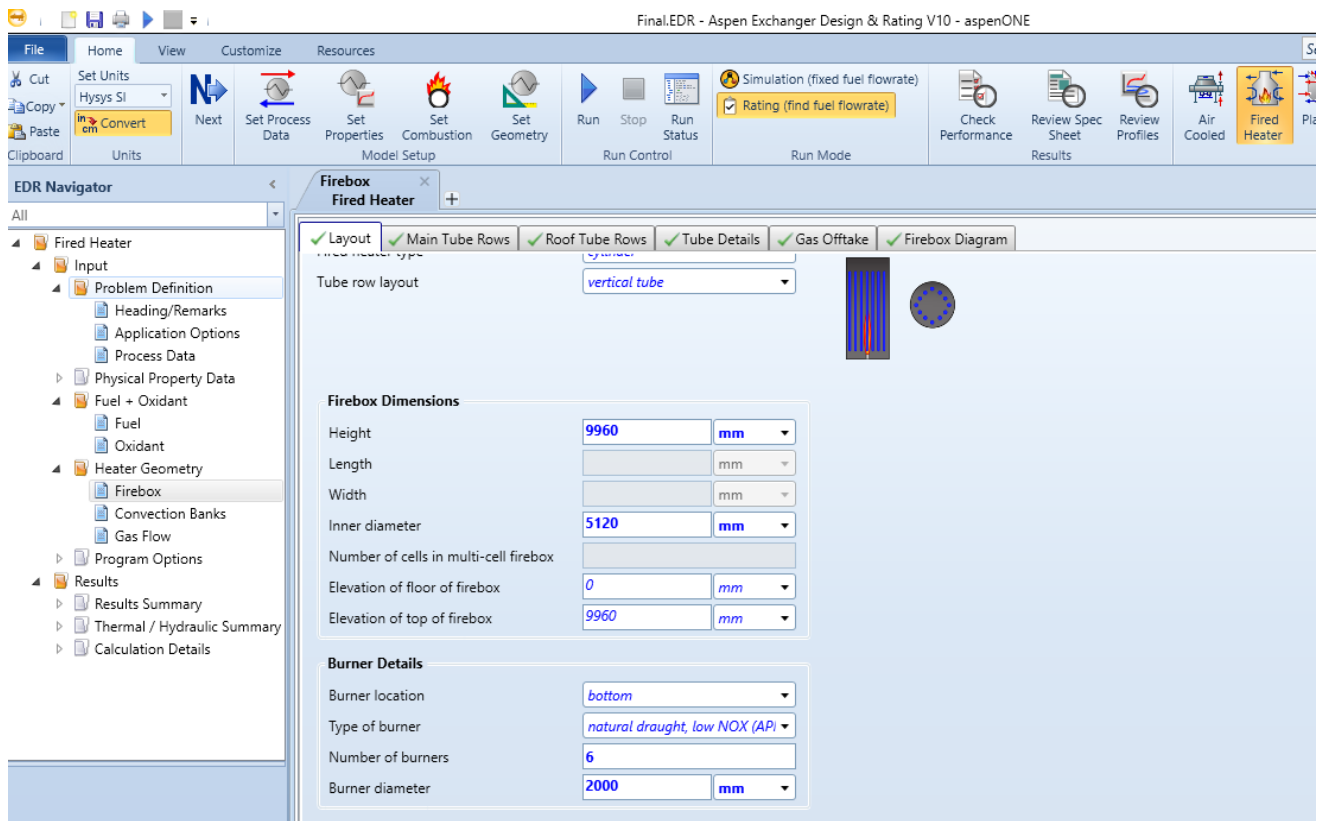 Final.EDR - Aspen Exchanger Design & Rating V10 - aspenONE
File Home View Customize Resources
Cut
Copy
Paste
Clipboard
Set Units
Hysys SI
in cm Convert
Units
Next
Set Process Data
Set Properties
Set Combustion
Set Geometry
Model Setup
Run
Stop
Run Status
Run Control
Simulation (fixed fuel flowrate)
Rating (find fuel flowrate)
Run Mode
Check Performance
Review Spec Sheet
Review Profiles
Results
Air Cooled
Fired Heater
EDR Navigator
All
Fired Heater
Input
Problem Definition
Heading/Remarks
Application Options
Process Data
Physical Property Data
Fuel + Oxidant
Fuel
Oxidant
Heater Geometry
Firebox
Convection Banks
Gas Flow
Program Options
Results
Results Summary
Thermal / Hydraulic Summary
Calculation Details
Firebox
Fired Heater
Layout Main Tube Rows Roof Tube Rows Tube Details Gas Offtake Firebox Diagram
Tube row layout vertical tube
Firebox Dimensions
Height 9960 mm
Length mm
Width mm
Inner diameter 5120 mm
Number of cells in multi-cell firebox
Elevation of floor of firebox 0 mm
Elevation of top of firebox 9960 mm
Burner Details
Burner location bottom
Type of burner natural draught, low NOX (API
Number of burners 6
Burner diameter 2000 mm